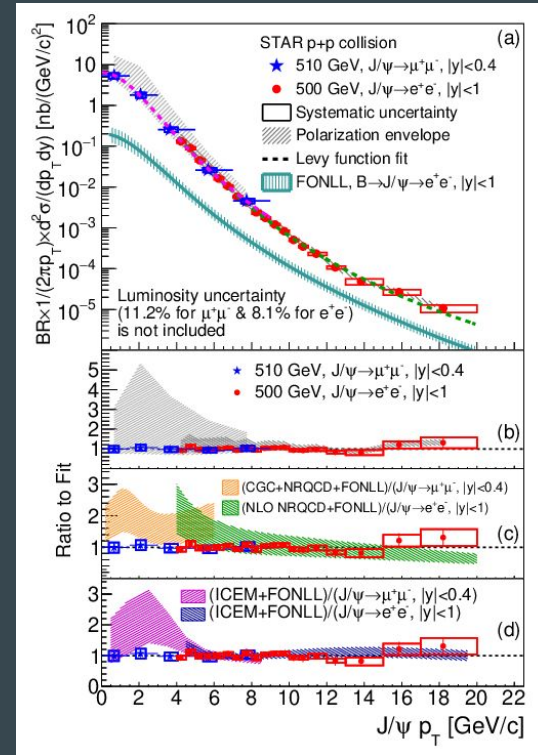 (a)
STAR p+p collision
510 GeV, J/ψ→μ⁺μ⁻, |y|<0.4
500 GeV, J/ψ→e⁺e⁻, |y|<1
Systematic uncertainty
Polarization envelope
Levy function fit
FONLL, B→J/ψ→e⁺e⁻, |y|<1
BR×1/(2πp_T)×d²σ/(dp_Tdy) [nb/(GeV/c)²]
10²
10
1
10⁻¹
10⁻²
10⁻³
10⁻⁴
10⁻⁵
Luminosity uncertainty
(11.2% for μ⁺μ⁻ & 8.1% for e⁺e⁻)
is not included
510 GeV, J/ψ→μ⁺μ⁻, |y|<0.4
500 GeV, J/ψ→e⁺e⁻, |y|<1
(b)
5
4
3
2
1
Ratio to Fit
(CGC+NRQCD+FONLL)/(J/ψ→μ⁺μ⁻, |y|<0.4)
(NLO NRQCD+FONLL)/(J/ψ→e⁺e⁻, |y|<1)
(c)
3
2
1
(ICEM+FONLL)/(J/ψ→μ⁺μ⁻, |y|<0.4)
(ICEM+FONLL)/(J/ψ→e⁺e⁻, |y|<1)
(d)
3
2
1
0
0 2 4 6 8 10 12 14 16 18 20 22
J/ψ p_T [GeV/c]